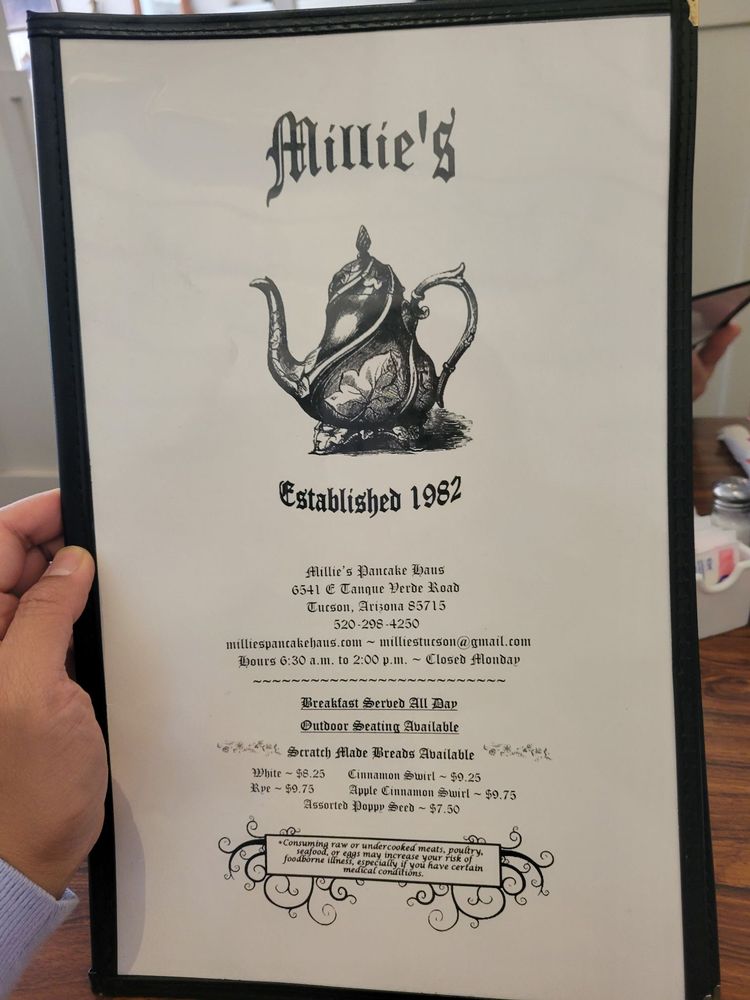 Millie's
Established 1982
Millie's Pancake Haus
6541 E Tanque Verde Road
Tucson, Arizona 85715
520-298-4250
milliespancakehaus.com ~ milliestucson@gmail.com
Hours 6:30 a.m. to 2:00 p.m. ~ Closed Monday
~~~~~~~~~~~~~~~~~~~~~~~~~~
Breakfast Served All Day
Outdoor Seating Available
Scratch Made Breads Available
White ~ $8.25 Cinnamon Swirl ~ $9.25
Rye ~ $9.75 Apple Cinnamon Swirl ~ $9.75
Assorted Poppy Seed ~ $7.50
*Consuming raw or undercooked meats, poultry,
seafood, or eggs may increase your risk of
foodborne illness, especially if you have certain
medical conditions.